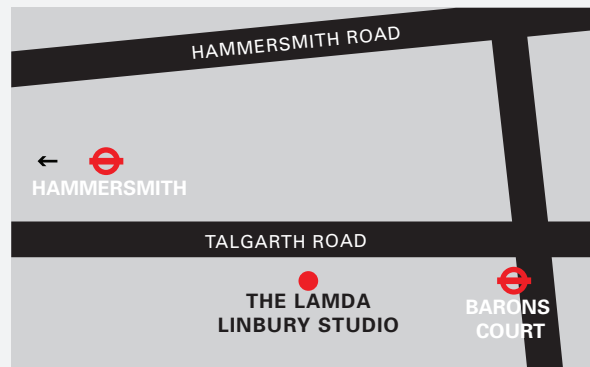 HAMMERSMITH ROAD
HAMMERSMITH
TALGARTH ROAD
THE LAMDA
LINBURY STUDIO
BARONS
COURT